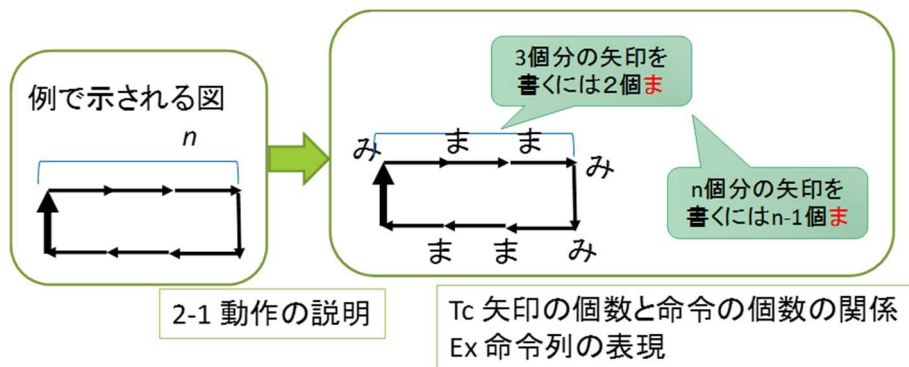 例で示される図
n
3個分の矢印を
書くには2個ま
み ま ま み
ま ま み
n個分の矢印を
書くにはn-1個ま
2-1 動作の説明
Tc 矢印の個数と命令の個数の関係
Ex 命令列の表現